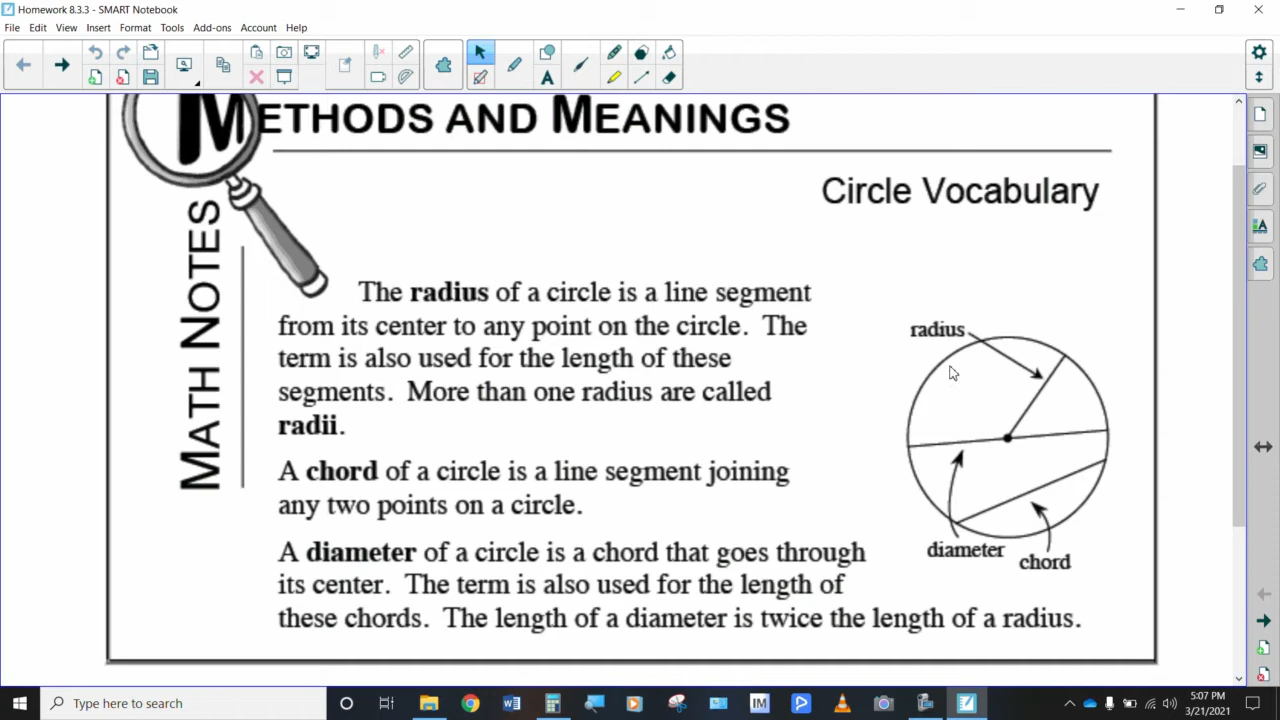 Homework 8.3.3 - SMART Notebook
File Edit View Insert Format Tools Add-ons Account Help
METHODS AND MEANINGS
MATH NOTES
Circle Vocabulary
The radius of a circle is a line segment
from its center to any point on the circle. The
term is also used for the length of these
segments. More than one radius are called
radii.
A chord of a circle is a line segment joining
any two points on a circle.
A diameter of a circle is a chord that goes through
its center. The term is also used for the length of
these chords. The length of a diameter is twice the length of a radius.
radius
diameter
chord
Type here to search
IM
5:07 PM
3/21/2021